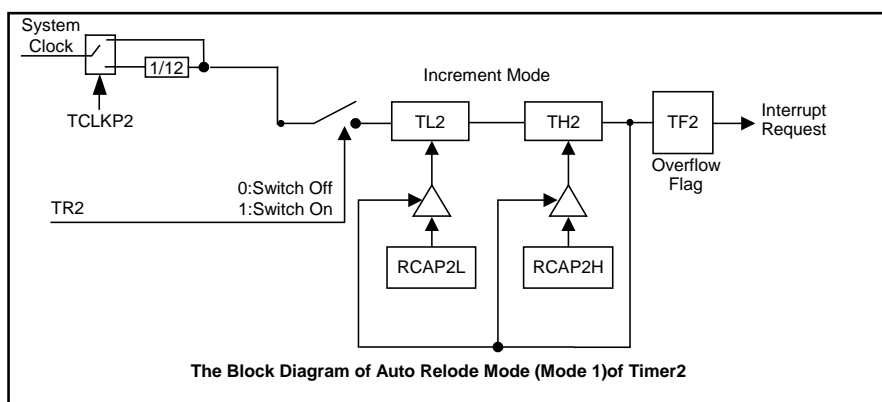 System
Clock
1/12
TCLKP2
Increment Mode
TL2
TH2
TF2
Interrupt
Request
Overflow
Flag
0:Switch Off
1:Switch On
TR2
RCAP2L
RCAP2H
The Block Diagram of Auto Relode Mode (Mode 1)of Timer2